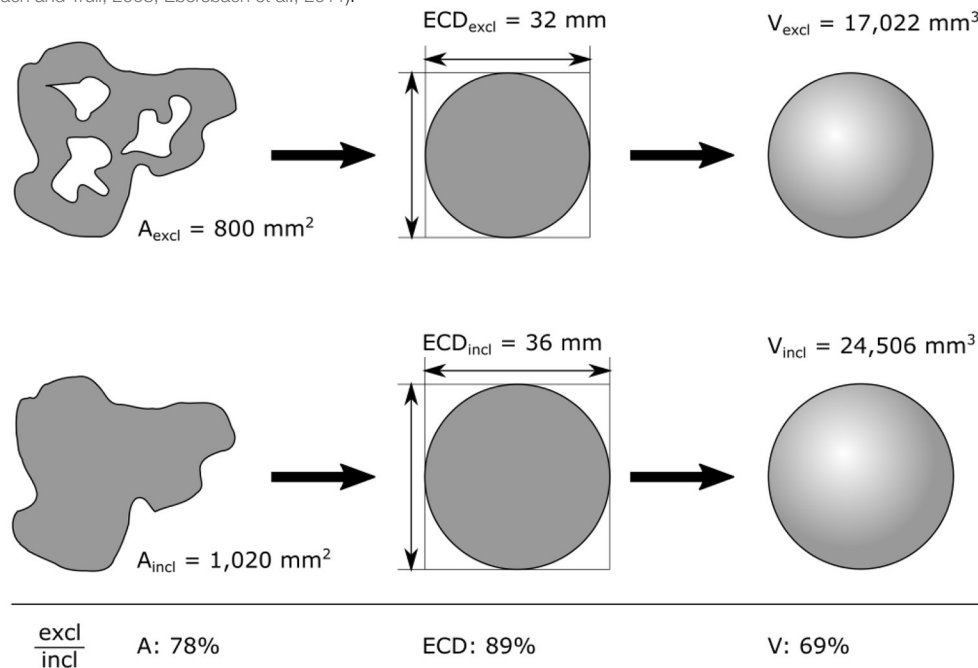 ECD_excl = 32 mm
V_excl = 17,022 mm³
A_excl = 800 mm²
ECD_incl = 36 mm
V_incl = 24,506 mm³
A_incl = 1,020 mm²
excl
incl
A: 78%
ECD: 89%
V: 69%